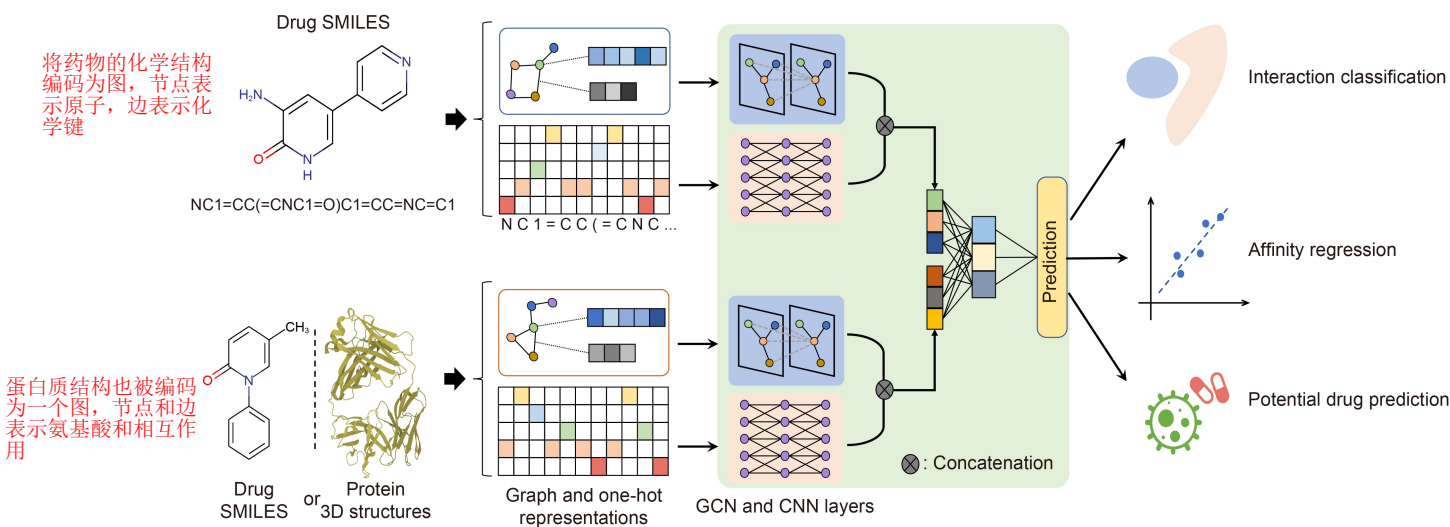 Drug SMILES
将药物的化学结构
编码为图，节点表
示原子，边表示化
学键
H₂N
N
O
N
H
NC1=CC(=CNC1=O)C1=CC=NC=C1
N C 1 = C C ( = C N C ...
Interaction classification
Prediction
Affinity regression
蛋白质结构也被编码
为一个图，节点和边
表示氨基酸和相互作
用
CH₃
O
N
Drug
SMILES
or
Protein
3D structures
Graph and one-hot
representations
GCN and CNN layers
: Concatenation
Potential drug prediction